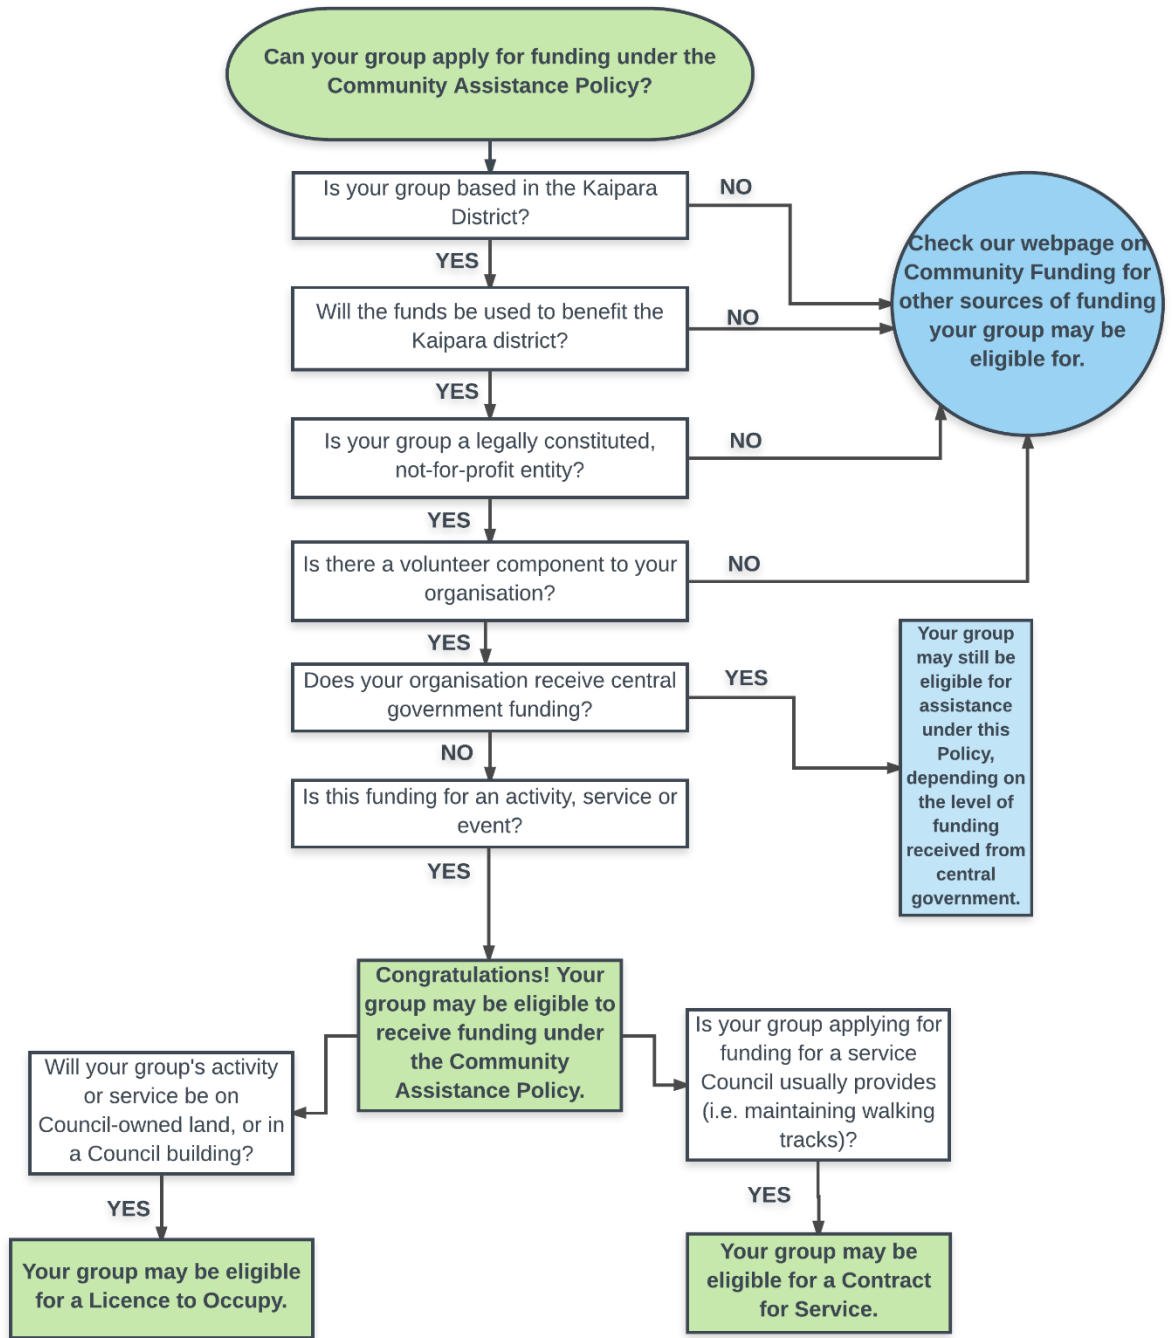 Can your group apply for funding under the
Community Assistance Policy?
Is your group based in the Kaipara
District?
NO
YES
Check our webpage on
Community Funding for
other sources of funding
your group may be
eligible for.
Will the funds be used to benefit the
Kaipara district?
NO
YES
Is your group a legally constituted,
not-for-profit entity?
NO
YES
Is there a volunteer component to your
organisation?
NO
YES
Does your organisation receive central
government funding?
YES
Your group
may still be
eligible for
assistance
under this
Policy,
depending on
the level of
funding
received from
central
government.
NO
Is this funding for an activity, service or
event?
YES
Congratulations! Your
group may be eligible to
receive funding under
the Community
Assistance Policy.
Will your group's activity
or service be on
Council-owned land, or in
a Council building?
YES
Your group may be eligible
for a Licence to Occupy.
Is your group applying for
funding for a service
Council usually provides
(i.e. maintaining walking
tracks)?
YES
Your group may be
eligible for a Contract
for Service.